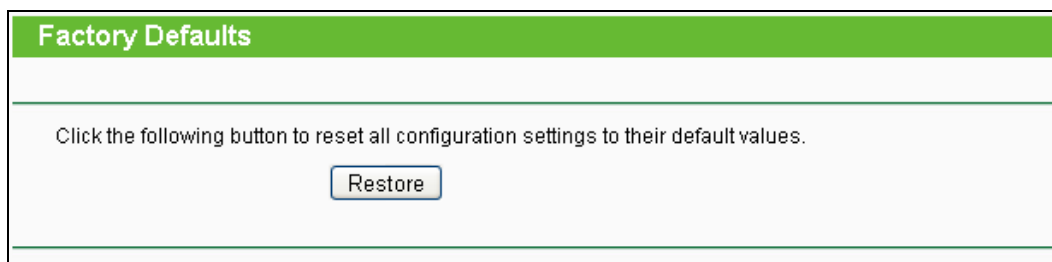 Factory Defaults
Click the following button to reset all configuration settings to their default values.
Restore